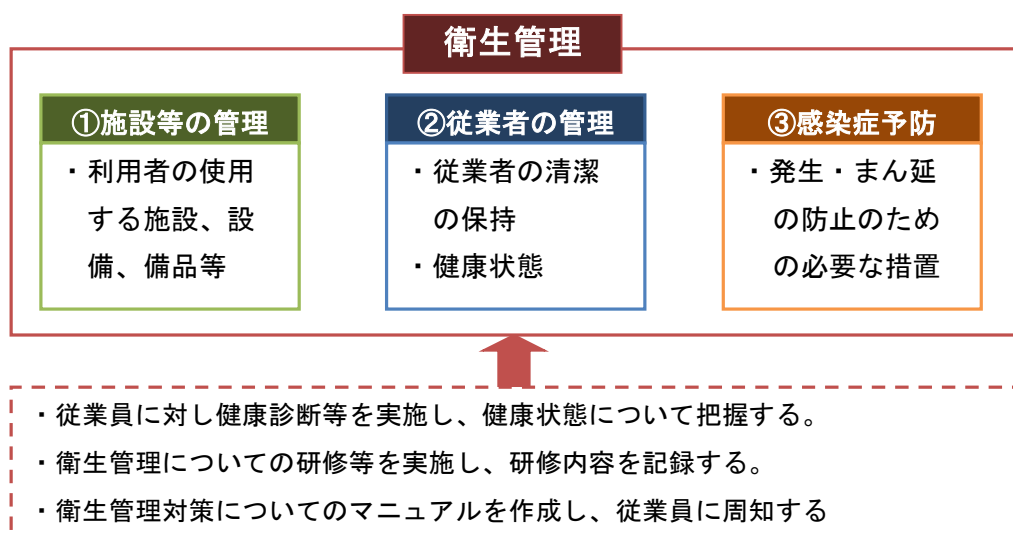 衛生管理
①施設等の管理
・利用者の使用
する施設、設
備、備品等
②従業者の管理
・従業者の清潔
の保持
・健康状態
③感染症予防
・発生・まん延
の防止のため
の必要な措置
・従業員に対し健康診断等を実施し、健康状態について把握する。
・衛生管理についての研修等を実施し、研修内容を記録する。
・衛生管理対策についてのマニュアルを作成し、従業員に周知する